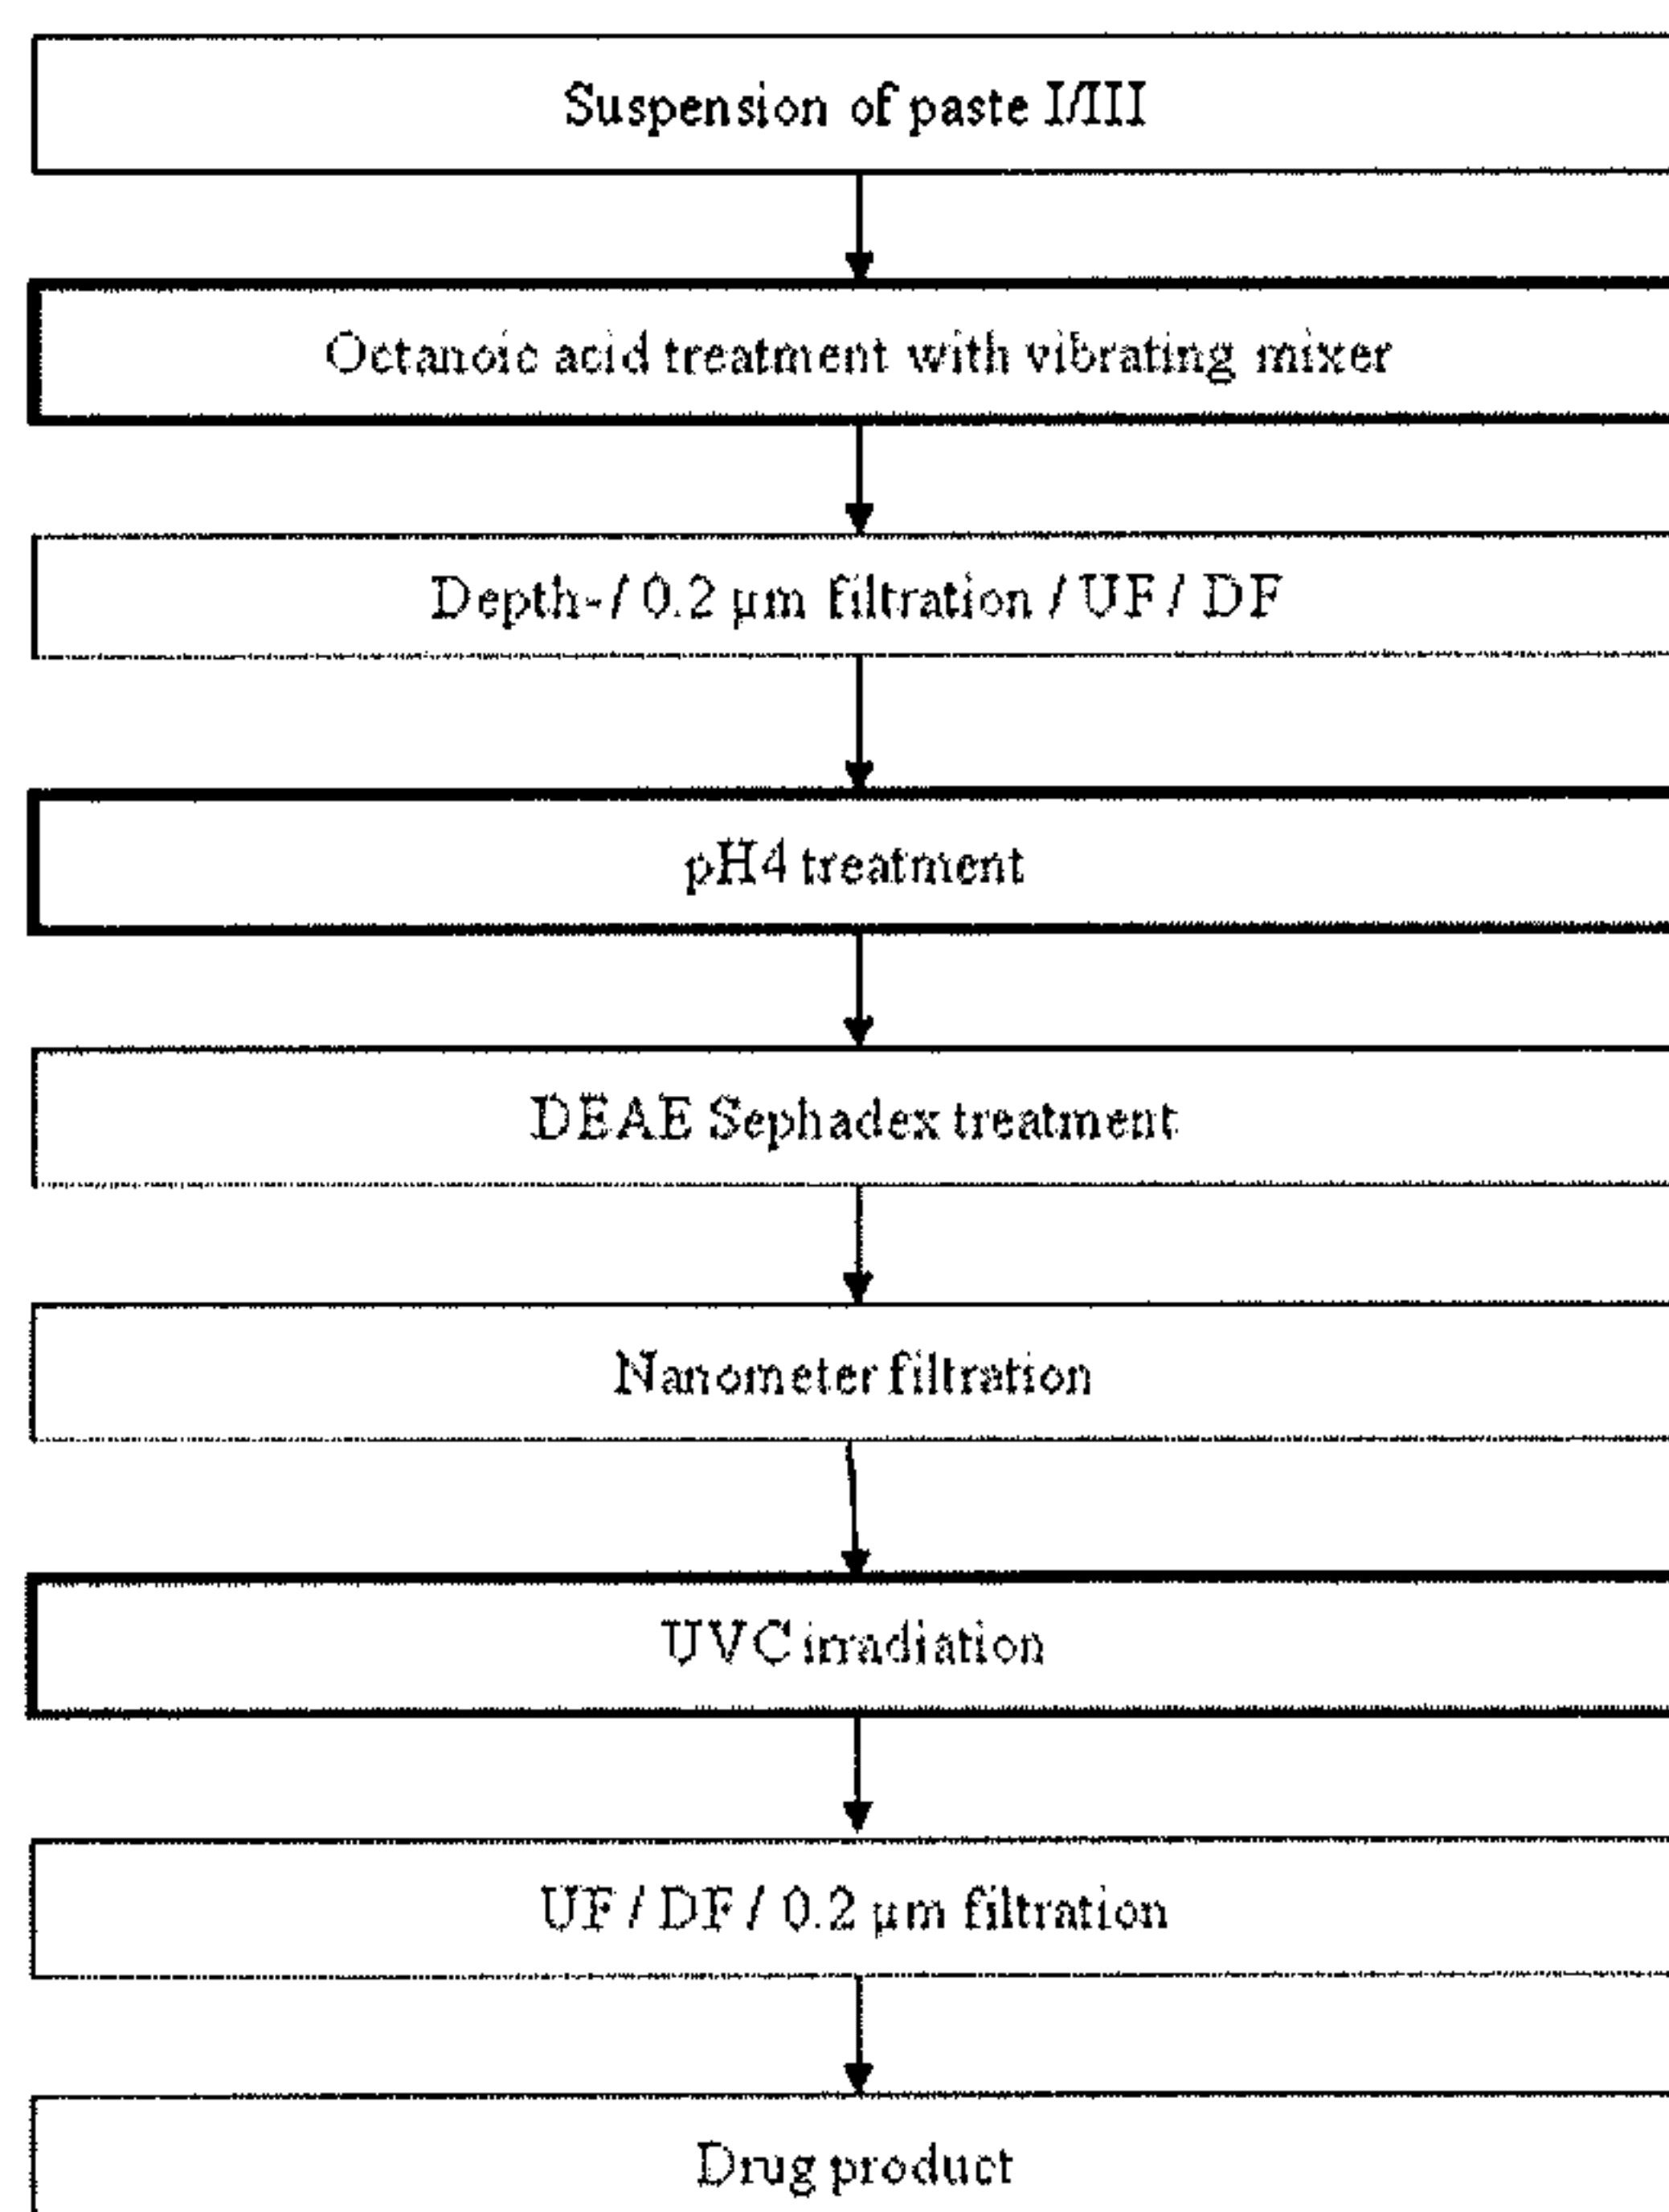 Suspension of paste I/III
Octanoic acid treatment with vibrating mixer
Depth-/ 0.2 µm filtration / UF / DF
pH4 treatment
DEAE Sephadex treatment
Nanometer filtration
UVC irradiation
UF / DF / 0.2 µm filtration
Drug product